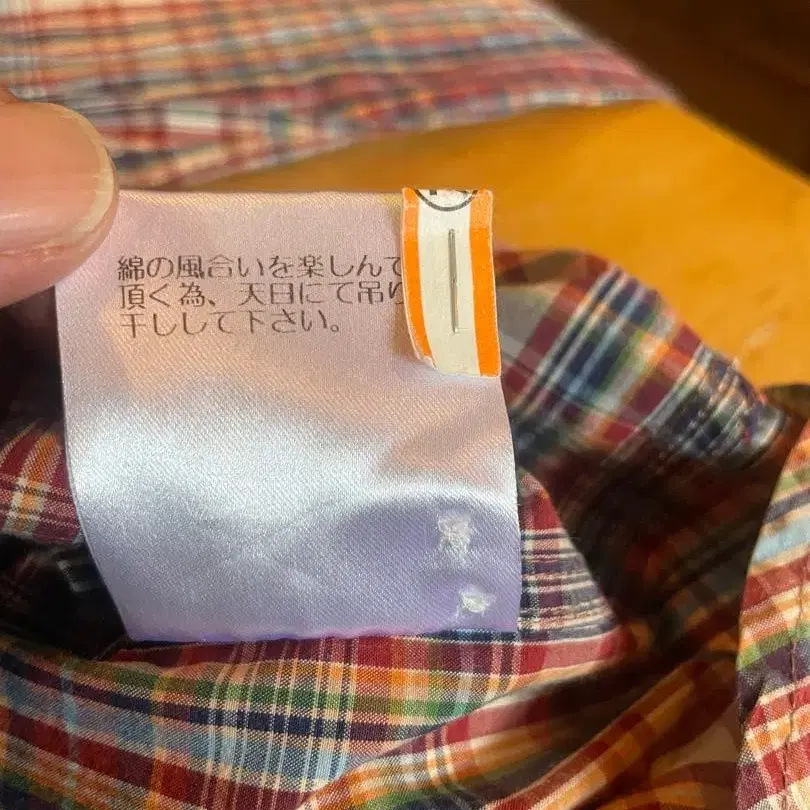 綿の風合いを楽しんで
頂く為、天日にて吊り
干しして下さい。